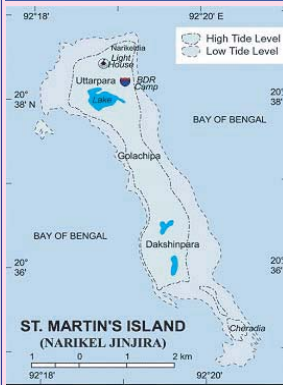 92°18' 92°20' E
High Tide Level
Low Tide Level
Narikeldia
Light
House
Uttarpara
BDR
Camp
Lake
20°
38' N
20°
38'
BAY OF BENGAL
Golachipa
BAY OF BENGAL
Dakshinpara
20°
36'
20°
36'
ST. MARTIN'S ISLAND
(NARIKEL JINJIRA)
Cheradia
1 0 1 2 km
92°18' 92°20'